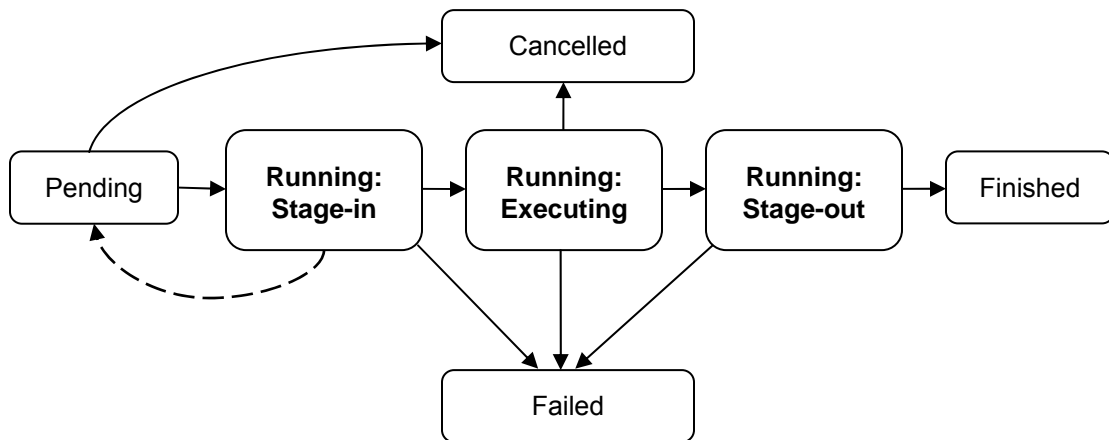 Cancelled
Pending
Running:
Stage-in
Running:
Executing
Running:
Stage-out
Finished
Failed